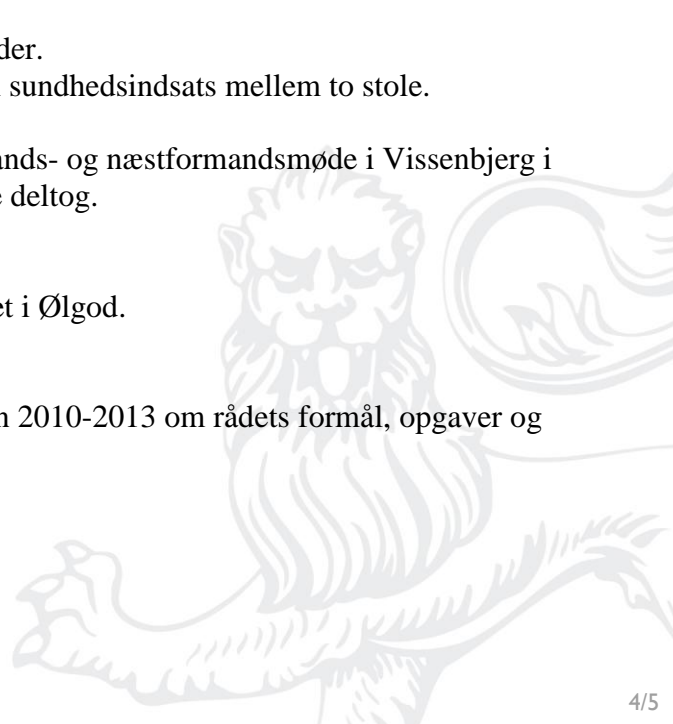 der.
sundhedsindsats mellem to stole.
ands- og næstformandsmøde i Vissenbjerg i
deltog.
et i Ølgod.
2010-2013 om rådets formål, opgaver og
4/5